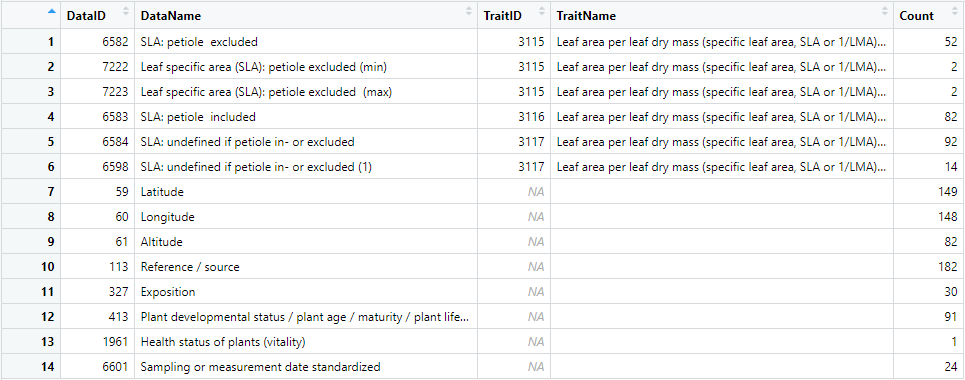 DataID DataName TraitID TraitName Count
1 6582 SLA: petiole  excluded 3115 Leaf area per leaf dry mass (specific leaf area, SLA or 1/LMA)... 52
2 7222 Leaf specific area (SLA): petiole excluded (min) 3115 Leaf area per leaf dry mass (specific leaf area, SLA or 1/LMA)... 2
3 7223 Leaf specific area (SLA): petiole excluded  (max) 3115 Leaf area per leaf dry mass (specific leaf area, SLA or 1/LMA)... 2
4 6583 SLA: petiole  included 3116 Leaf area per leaf dry mass (specific leaf area, SLA or 1/LMA)... 82
5 6584 SLA: undefined if petiole in- or excluded 3117 Leaf area per leaf dry mass (specific leaf area, SLA or 1/LMA)... 92
6 6598 SLA: undefined if petiole in- or excluded (1) 3117 Leaf area per leaf dry mass (specific leaf area, SLA or 1/LMA)... 14
7 59 Latitude NA 149
8 60 Longitude NA 148
9 61 Altitude NA 82
10 113 Reference / source NA 182
11 327 Exposition NA 30
12 413 Plant developmental status / plant age / maturity / plant life... NA 91
13 1961 Health status of plants (vitality) NA 1
14 6601 Sampling or measurement date standardized NA 24